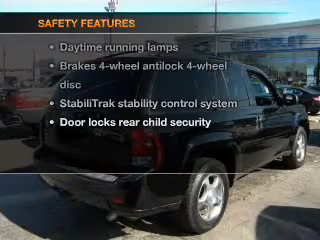 SAFETY FEATURES
• Daytime running lamps
• Brakes 4-wheel antilock 4-wheel
disc
• StabiliTrak stability control system
• Door locks rear child security
CHEVROLET